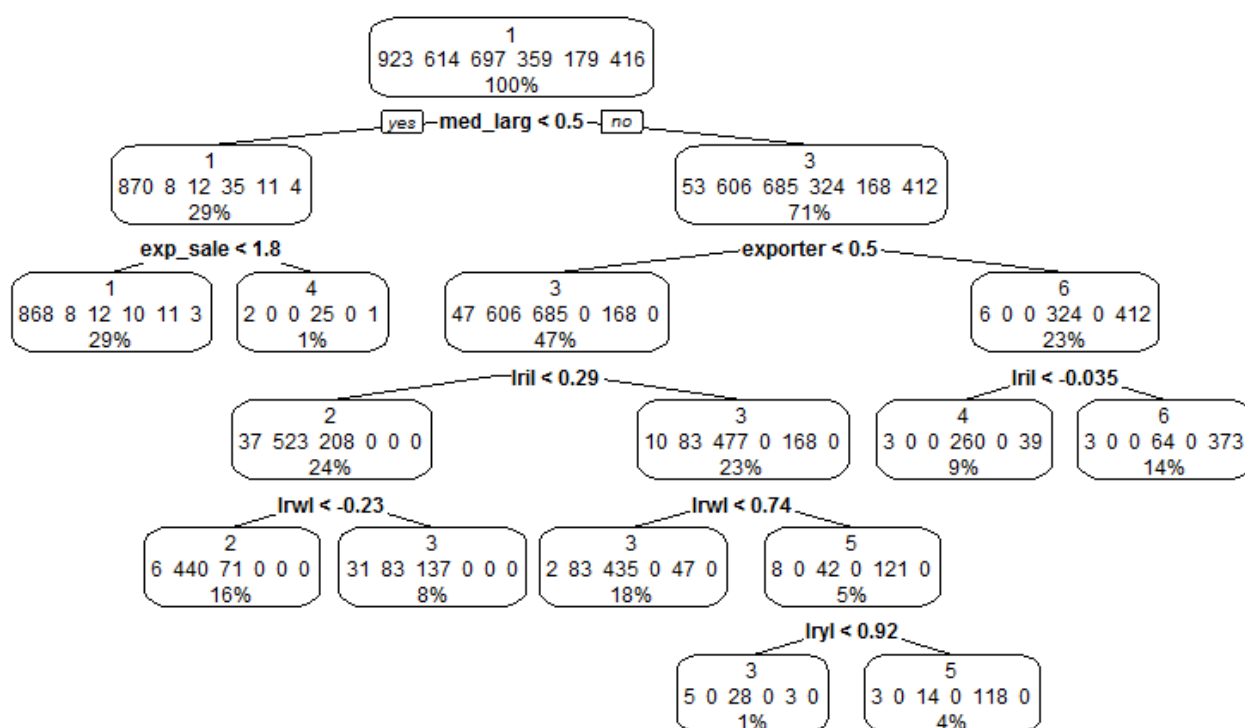 1
923 614 697 359 179 416
100%
yes med_larg < 0.5 no
1
870 8 12 35 11 4
29%
3
53 606 685 324 168 412
71%
exp_sale < 1.8
exporter < 0.5
1
868 8 12 10 11 3
29%
4
2 0 0 25 0 1
1%
3
47 606 685 0 168 0
47%
6
6 0 0 324 0 412
23%
lril < 0.29
lril < -0.035
2
37 523 208 0 0 0
24%
3
10 83 477 0 168 0
23%
4
3 0 0 260 0 39
9%
6
3 0 0 64 0 373
14%
lrwl < -0.23
lrwl < 0.74
2
6 440 71 0 0 0
16%
3
31 83 137 0 0 0
8%
3
2 83 435 0 47 0
18%
5
8 0 42 0 121 0
5%
lryl < 0.92
3
5 0 28 0 3 0
1%
5
3 0 14 0 118 0
4%